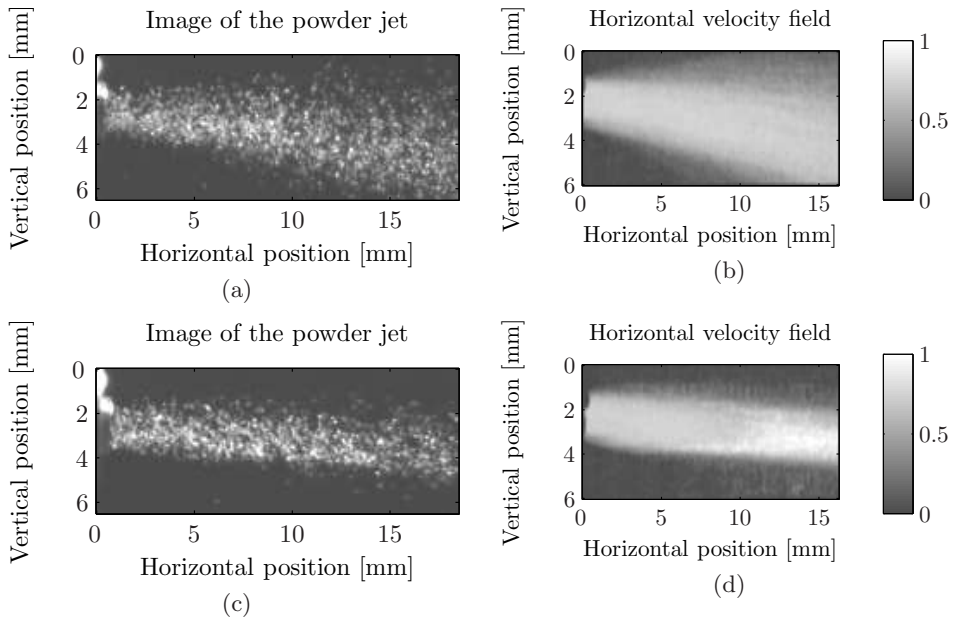 Image of the powder jet
Vertical position [mm]
0
2
4
6
0
5
10
15
Horizontal position [mm]
(a)
Horizontal velocity field
Vertical position [mm]
0
2
4
6
0
5
10
15
Horizontal position [mm]
(b)
1
0.5
0
Image of the powder jet
Vertical position [mm]
0
2
4
6
0
5
10
15
Horizontal position [mm]
(c)
Horizontal velocity field
Vertical position [mm]
0
2
4
6
0
5
10
15
Horizontal position [mm]
(d)
1
0.5
0